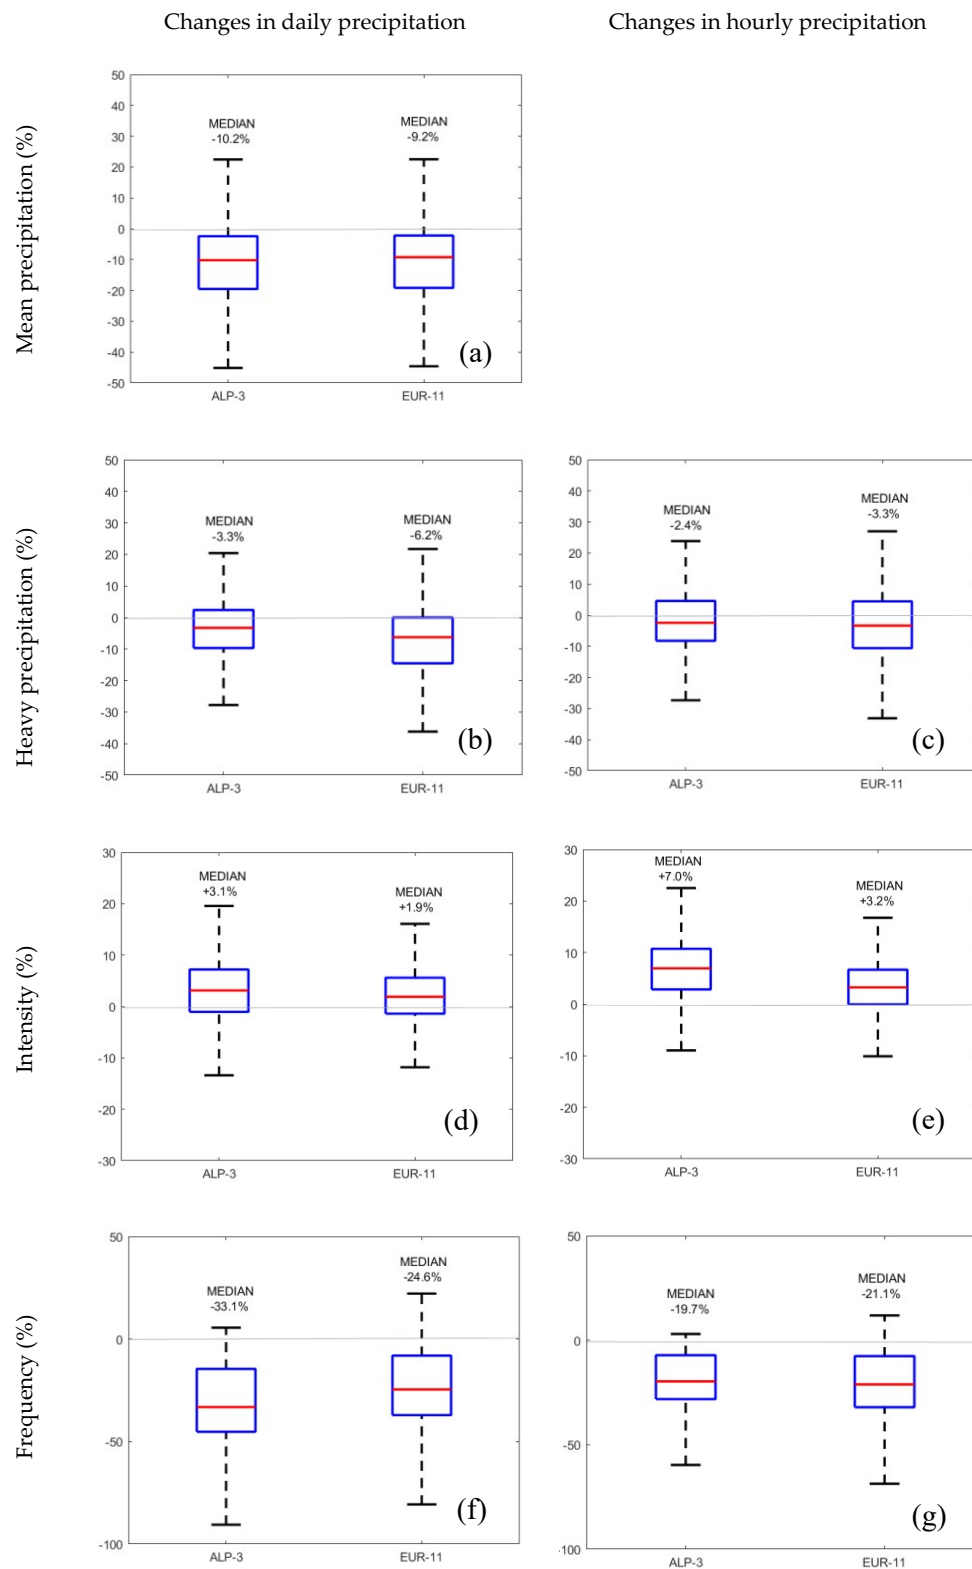 Changes in daily precipitation
Changes in hourly precipitation
Mean precipitation (%)
50
40
30
20
10
0
-10
-20
-30
-40
-50
MEDIAN
-10.2%
MEDIAN
-9.2%
(a)
ALP-3
EUR-11
Heavy precipitation (%)
50
40
30
20
10
0
-10
-20
-30
-40
-50
MEDIAN
-3.3%
MEDIAN
-6.2%
(b)
ALP-3
EUR-11
50
40
30
20
10
0
-10
-20
-30
-40
-50
MEDIAN
-2.4%
MEDIAN
-3.3%
(c)
ALP-3
EUR-11
Intensity (%)
30
20
10
0
-10
-20
-30
MEDIAN
+3.1%
MEDIAN
+1.9%
(d)
ALP-3
EUR-11
30
20
10
0
-10
-20
-30
MEDIAN
+7.0%
MEDIAN
+3.2%
(e)
ALP-3
EUR-11
Frequency (%)
50
0
-50
-100
MEDIAN
-33.1%
MEDIAN
-24.6%
(f)
ALP-3
EUR-11
50
0
-50
-100
MEDIAN
-19.7%
MEDIAN
-21.1%
(g)
ALP-3
EUR-11